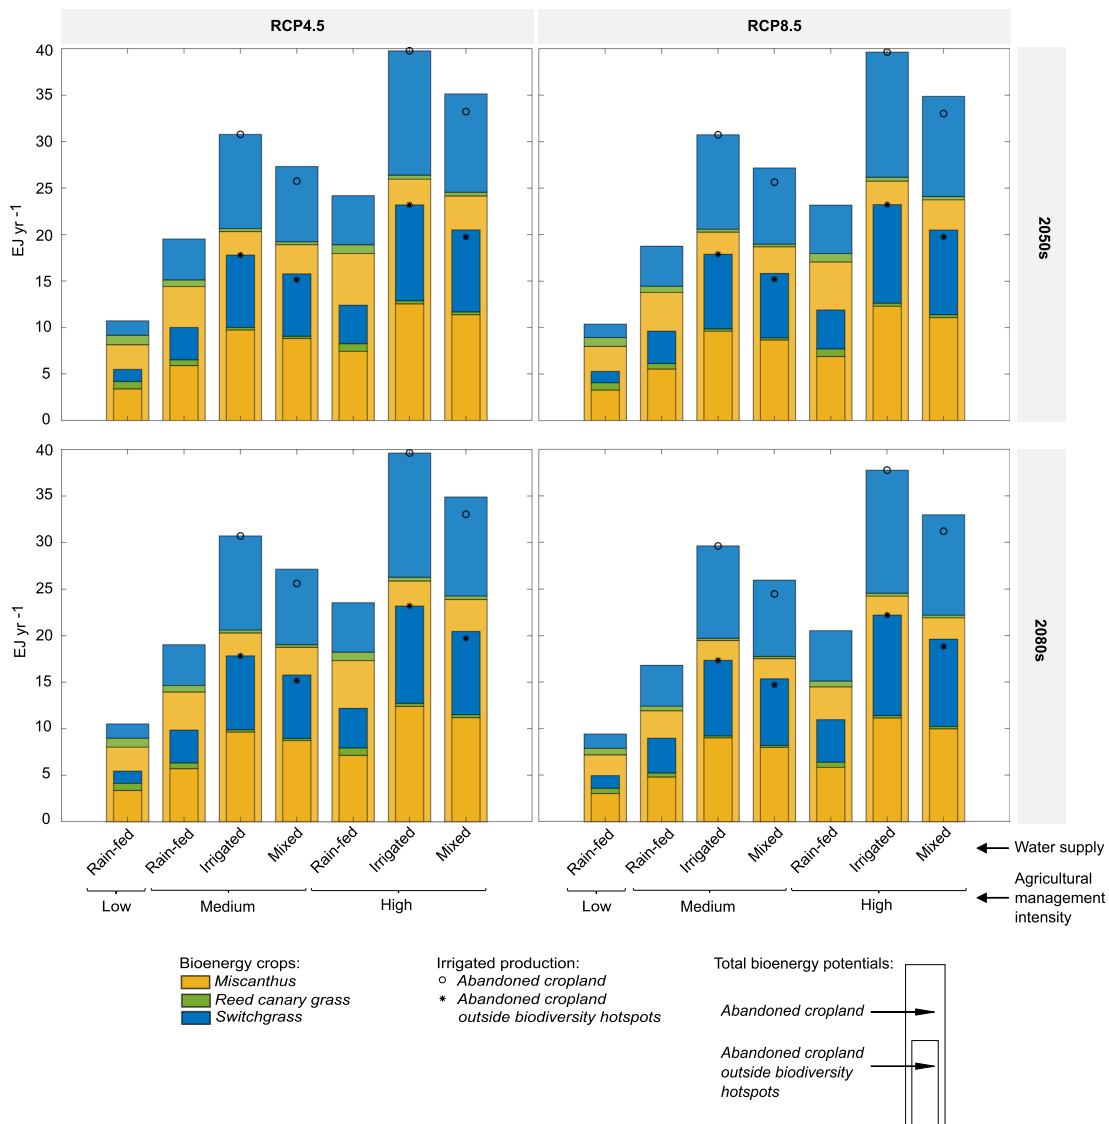 RCP4.5
RCP8.5
40
35
30
25
20
15
10
5
0
EJ yr -1
2050s
40
35
30
25
20
15
10
5
0
EJ yr -1
2080s
Rain-fed
Rain-fed
Irrigated
Mixed
Rain-fed
Irrigated
Mixed
Rain-fed
Rain-fed
Irrigated
Mixed
Rain-fed
Irrigated
Mixed
Water supply
Low
Medium
High
Low
Medium
High
Agricultural
management
intensity
Bioenergy crops:
Miscanthus
Reed canary grass
Switchgrass
Irrigated production:
Abandoned cropland
Abandoned cropland
outside biodiversity hotspots
Total bioenergy potentials:
Abandoned cropland
Abandoned cropland
outside biodiversity
hotspots